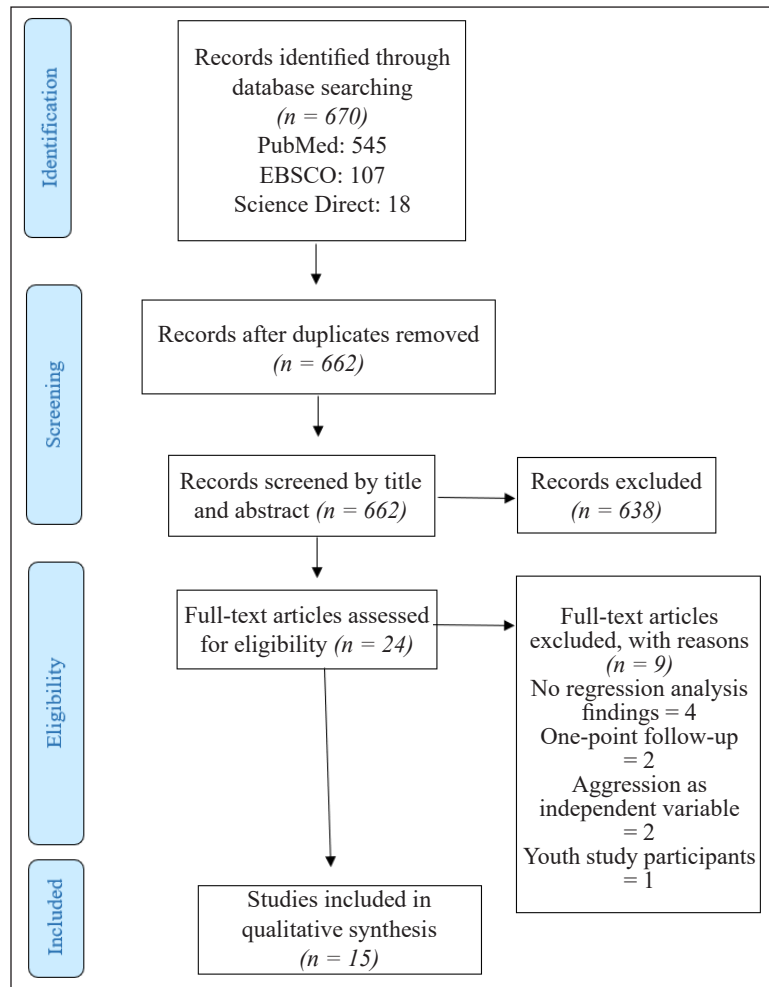 Identification
Records identified through
database searching
(n = 670)
PubMed: 545
EBSCO: 107
Science Direct: 18
Screening
Records after duplicates removed
(n = 662)
Records screened by title
and abstract (n = 662)
Records excluded
(n = 638)
Eligibility
Full-text articles assessed
for eligibility (n = 24)
Full-text articles
excluded, with reasons
(n = 9)
No regression analysis
findings = 4
One-point follow-up
= 2
Aggression as
independent variable
= 2
Youth study participants
= 1
Included
Studies included in
qualitative synthesis
(n = 15)